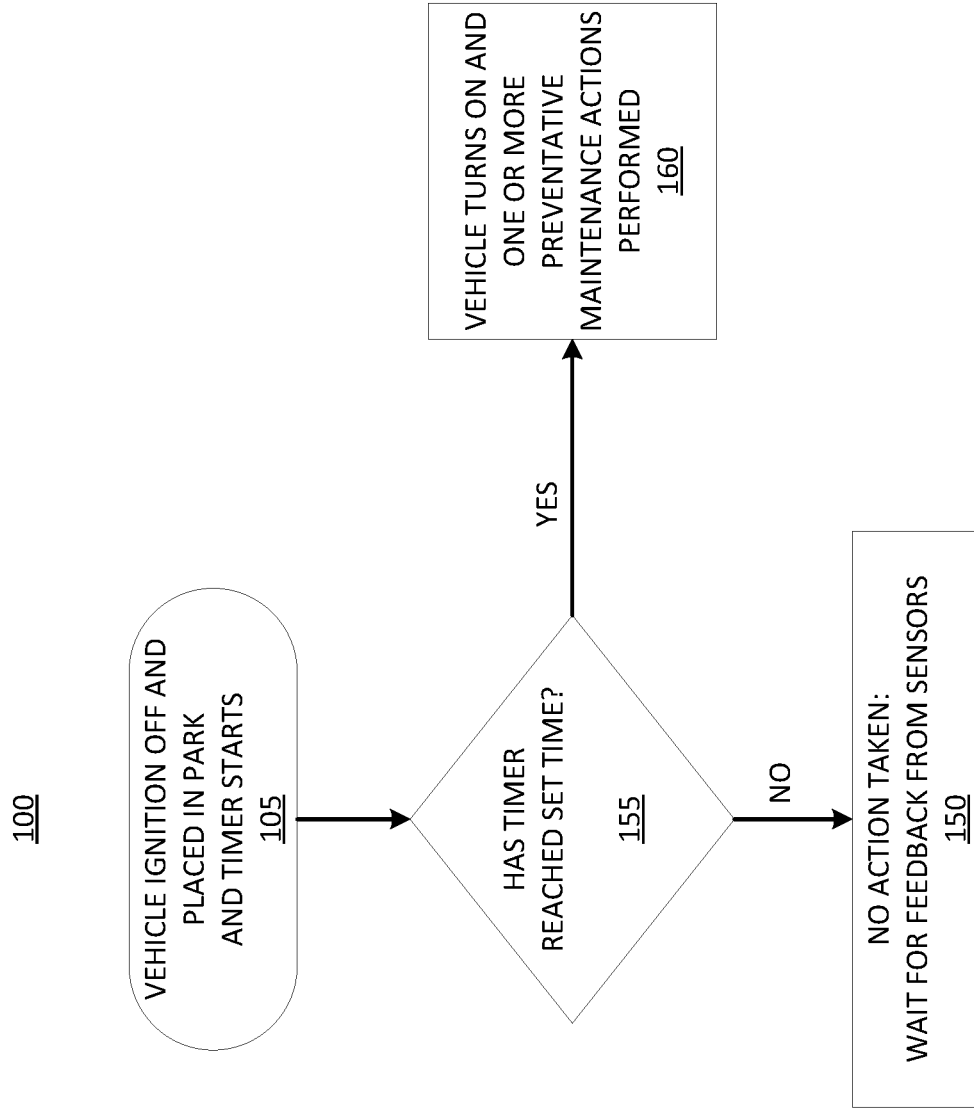 100
VEHICLE IGNITION OFF AND
PLACED IN PARK
AND TIMER STARTS
105
HAS TIMER
REACHED SET TIME?
155
YES
VEHICLE TURNS ON AND
ONE OR MORE
PREVENTATIVE
MAINTENANCE ACTIONS
PERFORMED
160
NO
NO ACTION TAKEN:
WAIT FOR FEEDBACK FROM SENSORS
150